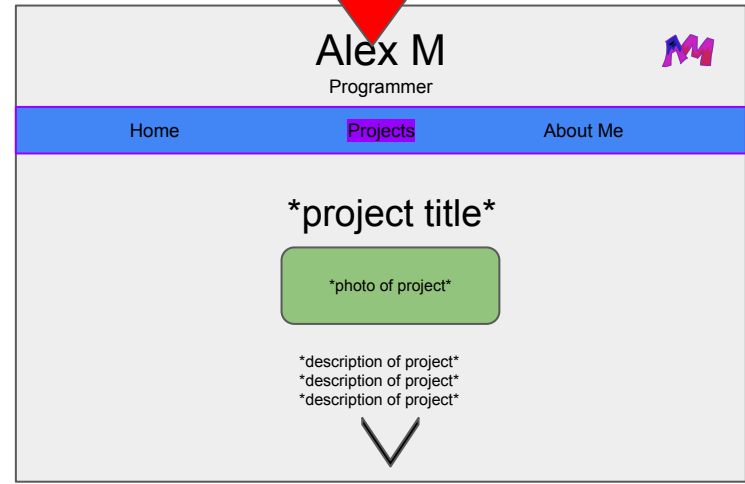 Alex M
AM
Programmer
Home Projects About Me
*project title*
*photo of project*
*description of project*
*description of project*
*description of project*